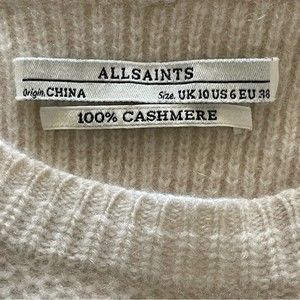 ALLSAINTS
Origin. CHINA Size. UK 10 US 6 EU 38
100% CASHMERE